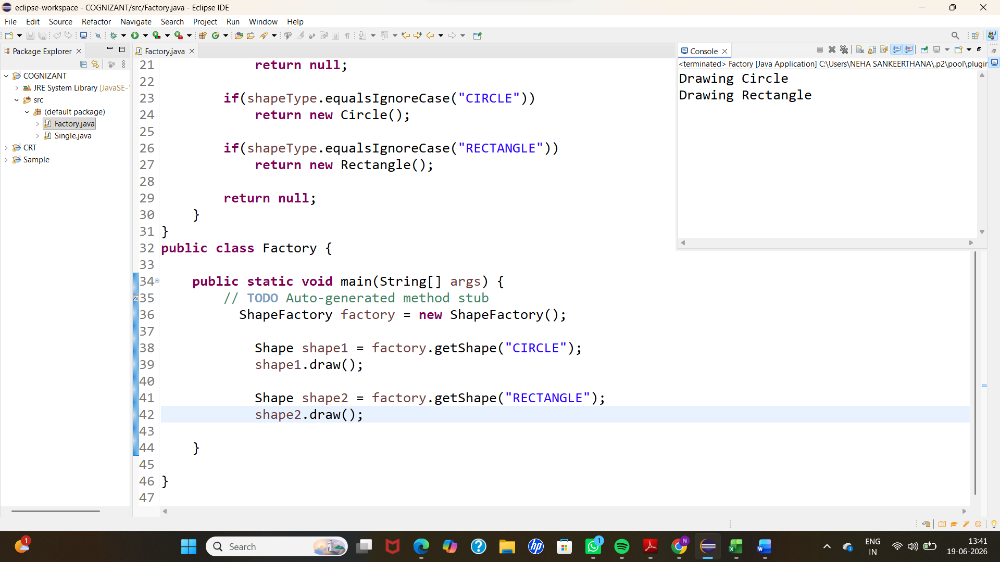 eclipse-workspace - COGNIZANT/src/Factory.java - Eclipse IDE
File Edit Source Refactor Navigate Search Project Run Window Help
Package Explorer
COGNIZANT
JRE System Library [JavaSE-
src
(default package)
Factory.java
Single.java
CRT
Sample
Factory.java
21 return null;
22
23 if(shapeType.equalsIgnoreCase("CIRCLE"))
24 return new Circle();
25
26 if(shapeType.equalsIgnoreCase("RECTANGLE"))
27 return new Rectangle();
28
29 return null;
30 }
31 }
32 public class Factory {
33
34 public static void main(String[] args) {
35 // TODO Auto-generated method stub
36 ShapeFactory factory = new ShapeFactory();
37
38 Shape shape1 = factory.getShape("CIRCLE");
39 shape1.draw();
40
41 Shape shape2 = factory.getShape("RECTANGLE");
42 shape2.draw();
43
44 }
45
46 }
47
Console
<terminated> Factory [Java Application] C:\Users\NEHA SANKEERTHANA\.p2\pool\plugin
Drawing Circle
Drawing Rectangle
1
Search
hp
1
N
ENG
IN
13:41
19-06-2026